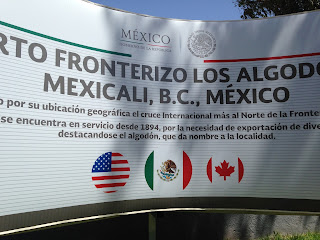 MÉXICO
RTO FRONTERIZO LOS ALGODO
MEXICALI, B.C., MÉXICO
o por su ubicación geográfica el cruce Internacional más al Norte de la Fronte
se encuentra en servicio desde 1894, por la necesidad de exportación de dive
destacandose el algodón, que da nombre a la localidad.